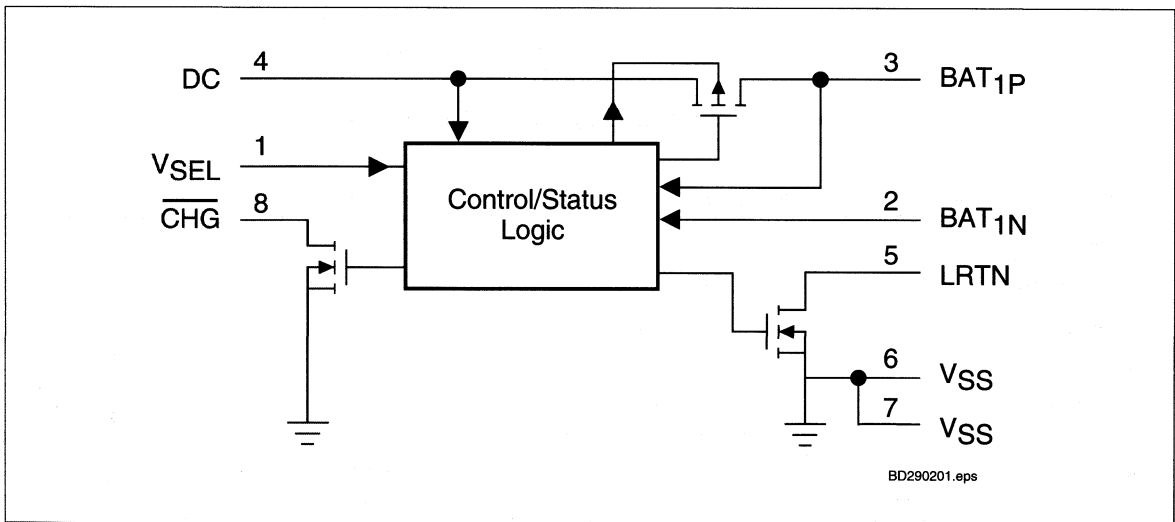 DC 4 3 BAT1P
VSEL 1
CHG 8
Control/Status
Logic
2 BAT1N
5 LRTN
6 VSS
7 VSS
BD290201.eps